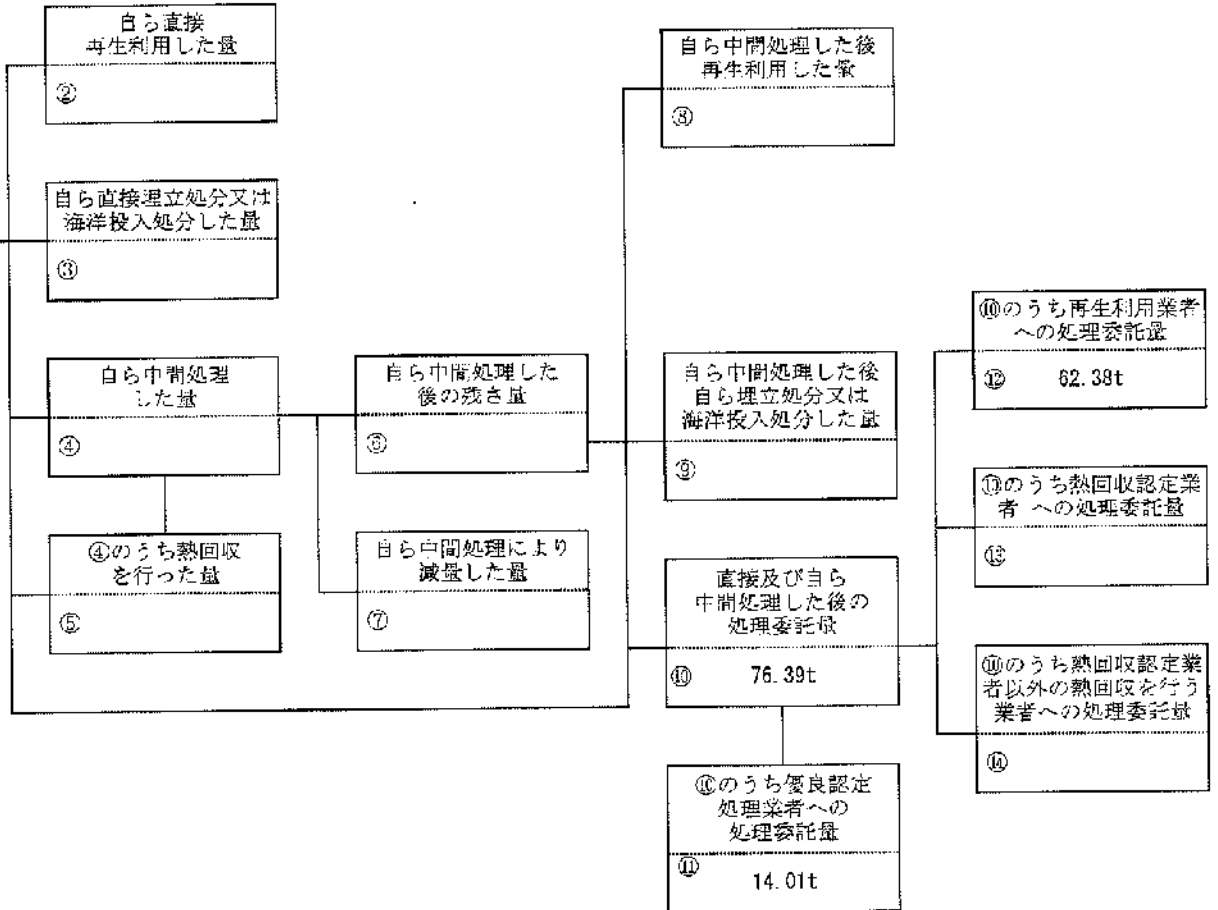 自ら直接
再生利用した量
②
自ら直接埋立処分又は
海洋投入処分した量
③
自ら中間処理
した量
④
④のうち熱回収
を行った量
⑤
自ら中間処理した
後の残さ量
⑥
自ら中間処理により
減量した量
⑦
自ら中間処理した後
再生利用した量
⑧
自ら中間処理した後
自ら埋立処分又は
海洋投入処分した量
⑨
直接及び自ら
中間処理した後の
処理委託量
⑩ 76.39t
⑩のうち優良認定
処理業者への
処理委託量
⑪ 14.01t
⑩のうち再生利用業者
への処理委託量
⑫ 62.38t
⑩のうち熱回収認定業
者 への処理委託量
⑬
⑩のうち熱回収認定業
者以外の熱回収を行う
業者への処理委託量
⑭